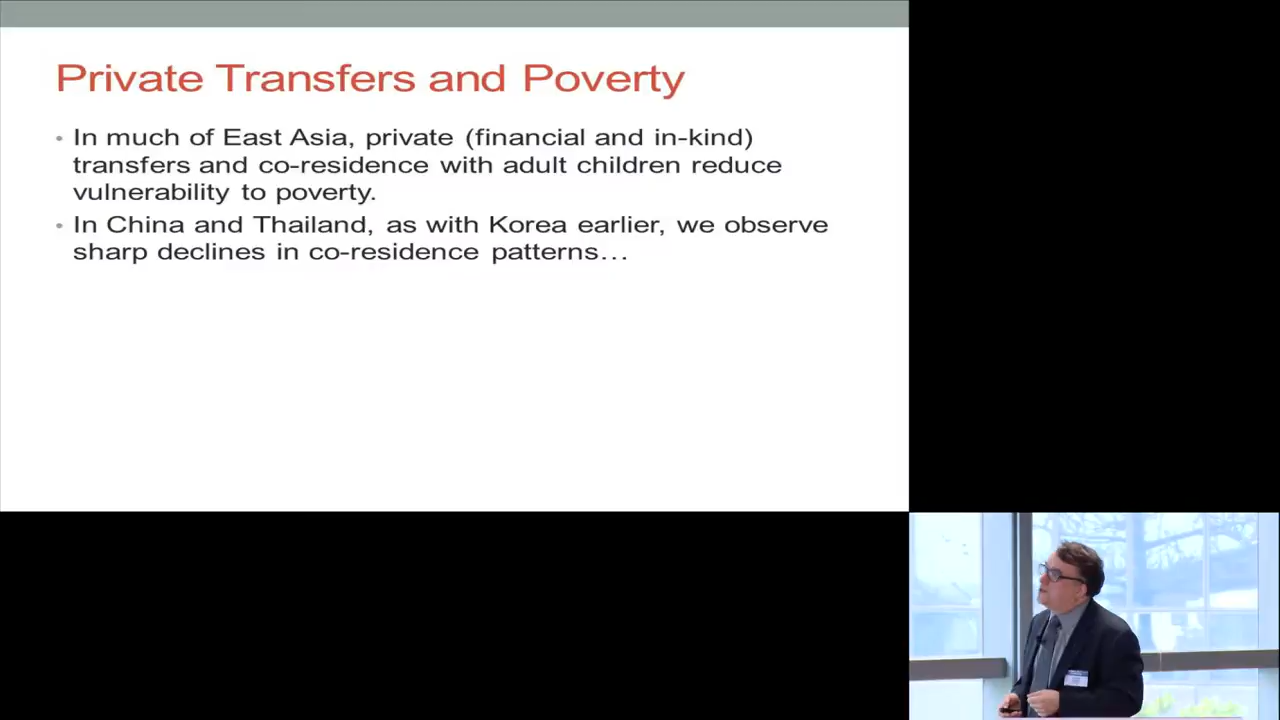 Private Transfers and Poverty
• In much of East Asia, private (financial and in-kind)
transfers and co-residence with adult children reduce
vulnerability to poverty.
• In China and Thailand, as with Korea earlier, we observe
sharp declines in co-residence patterns…